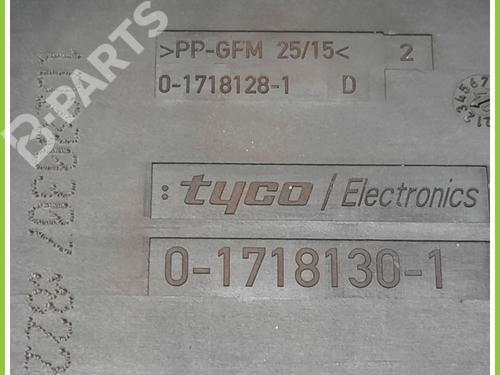 >PP-GFM 25/15< 2
0-1718128-1 D
:tyco / Electronics
0-1718130-1
B-PARTS